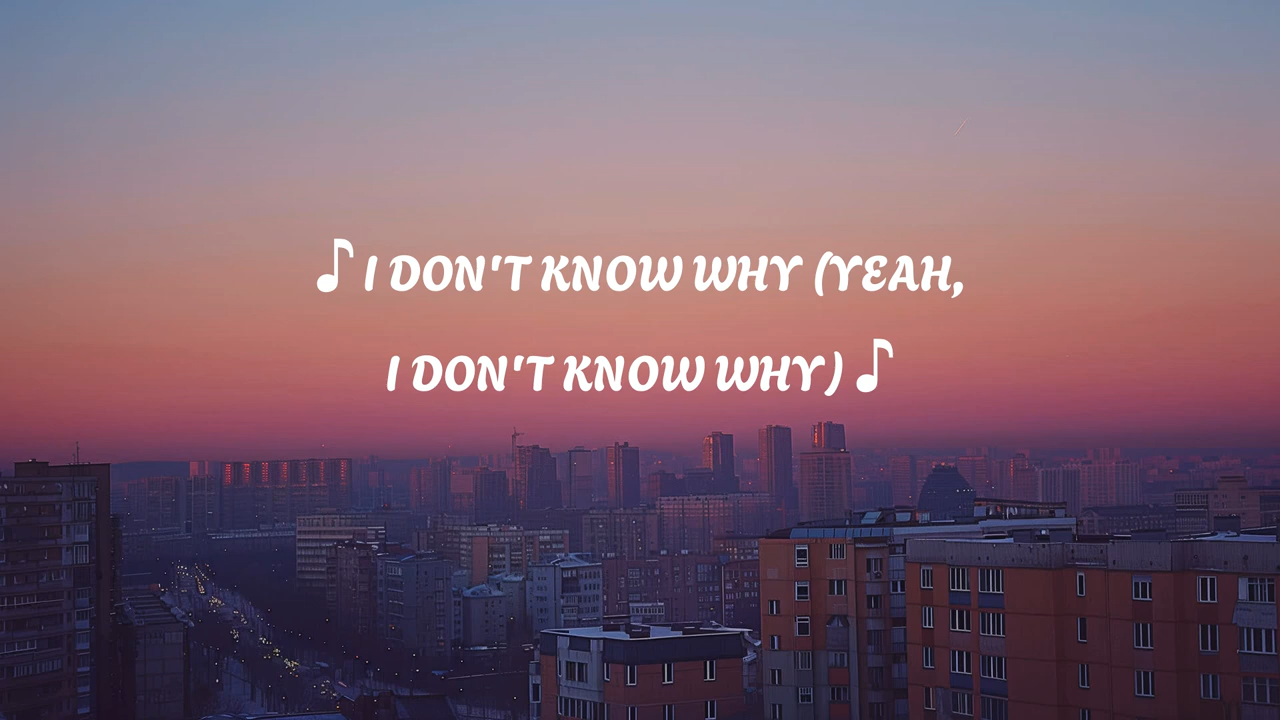 ♪ I DON'T KNOW WHY (YEAH,
I DON'T KNOW WHY) ♪